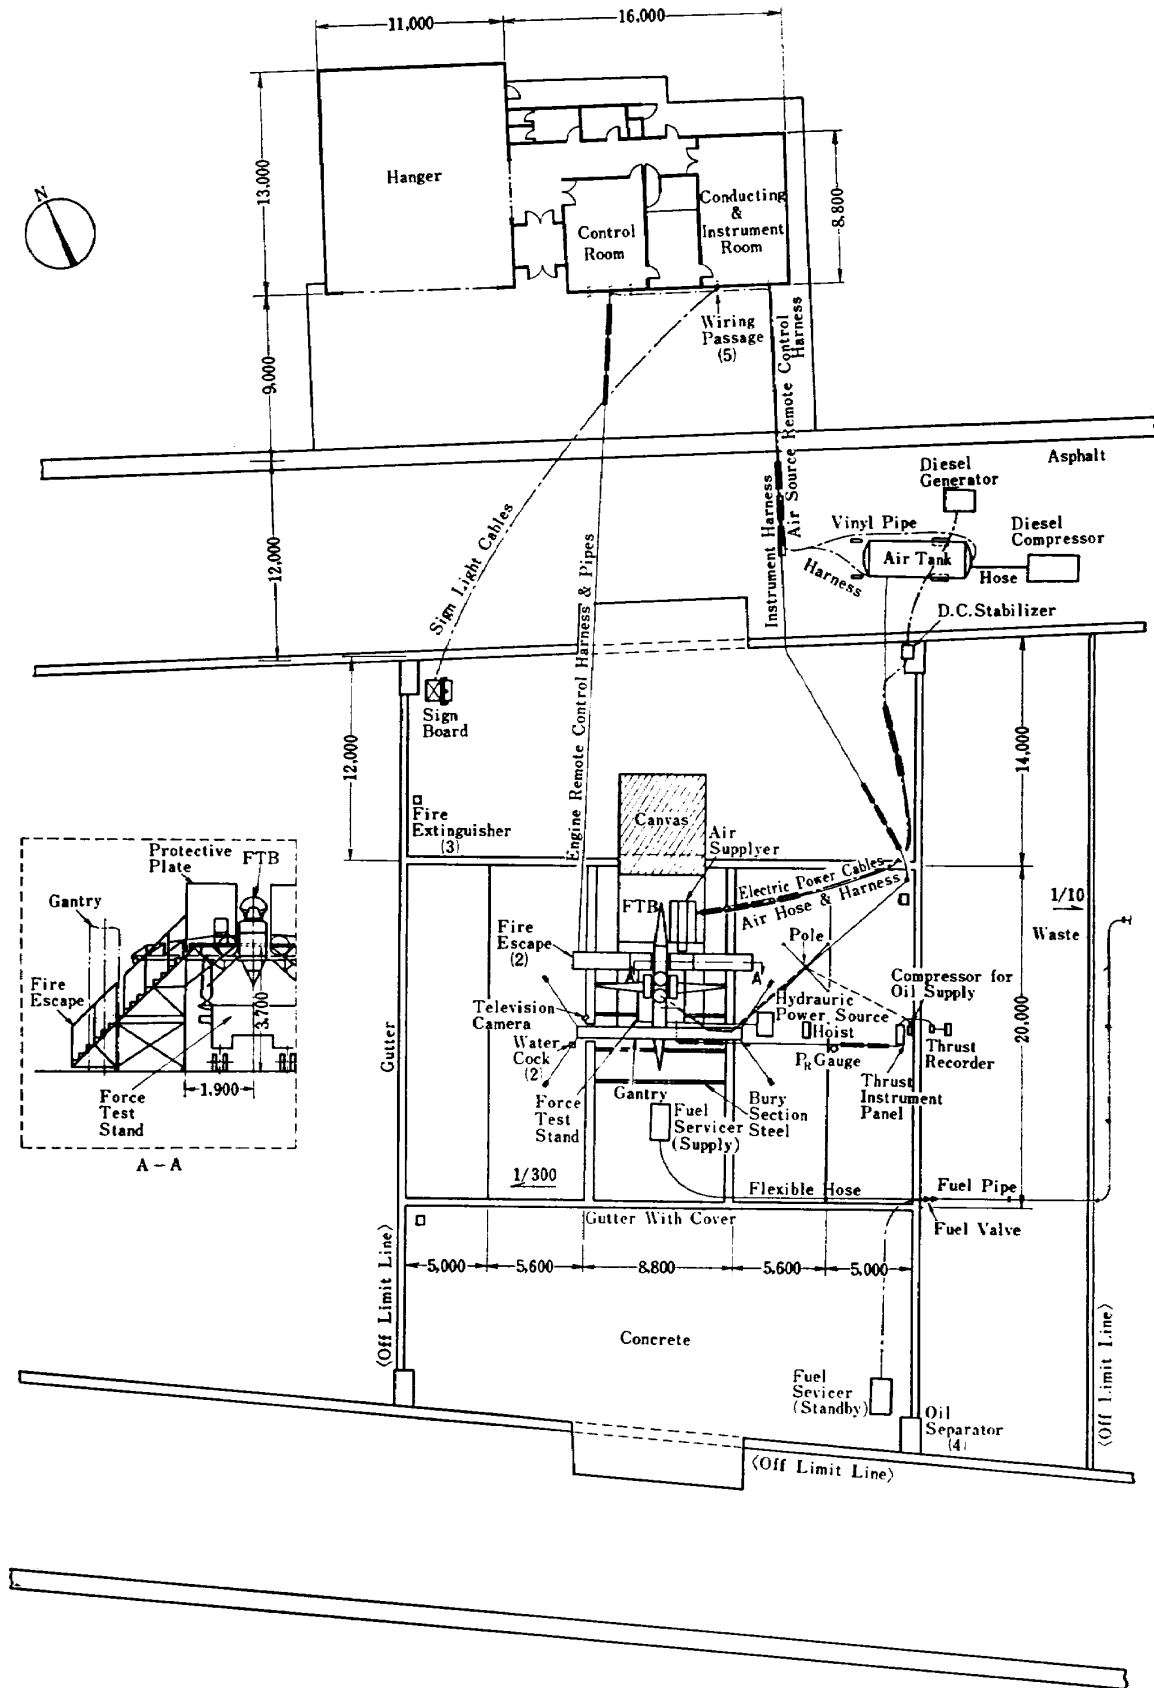 11,000
16,000
13,000
Hanger
Control
Room
Conducting
&
Instrument
Room
8,800
N
Wiring
Passage
(5)
9,000
Air Source Remote Control
Harness
Instrument Harness
Asphalt
Diesel
Generator
Vinyl Pipe
Diesel
Compressor
Air Tank
Harness
Hose
12,000
Sign Light Cables
Engine Remote Control Harness & Pipes
D.C. Stabilizer
Sign
Board
12,000
14,000
Fire
Extinguisher
(3)
Canvas
Air
Supplyer
Electric Power Cables
Air Hose & Harness
FTB
1/10
Waste
Fire
Escape
(2)
A
A
Pole
Compressor for
Oil Supply
Television
Camera
Hydrauric
Power Source
Hoist
20,000
Water
Cock
(2)
PR Gauge
Thrust
Recorder
Gutter
Force
Test
Stand
Gantry
Thrust
Instrument
Panel
Bury
Section
Steel
Fuel
Servicer
(Supply)
Protective
Plate
FTB
Gantry
Fire
Escape
3,700
1,900
Force
Test
Stand
A - A
1/300
Flexible Hose
Fuel Pipe
Gutter With Cover
Fuel Valve
5,000
5,600
8,800
5,600
5,000
〈Off Limit Line〉
Concrete
〈Off Limit Line〉
Fuel
Sevicer
(Standby)
Oil
Separator
(4)
〈Off Limit Line〉